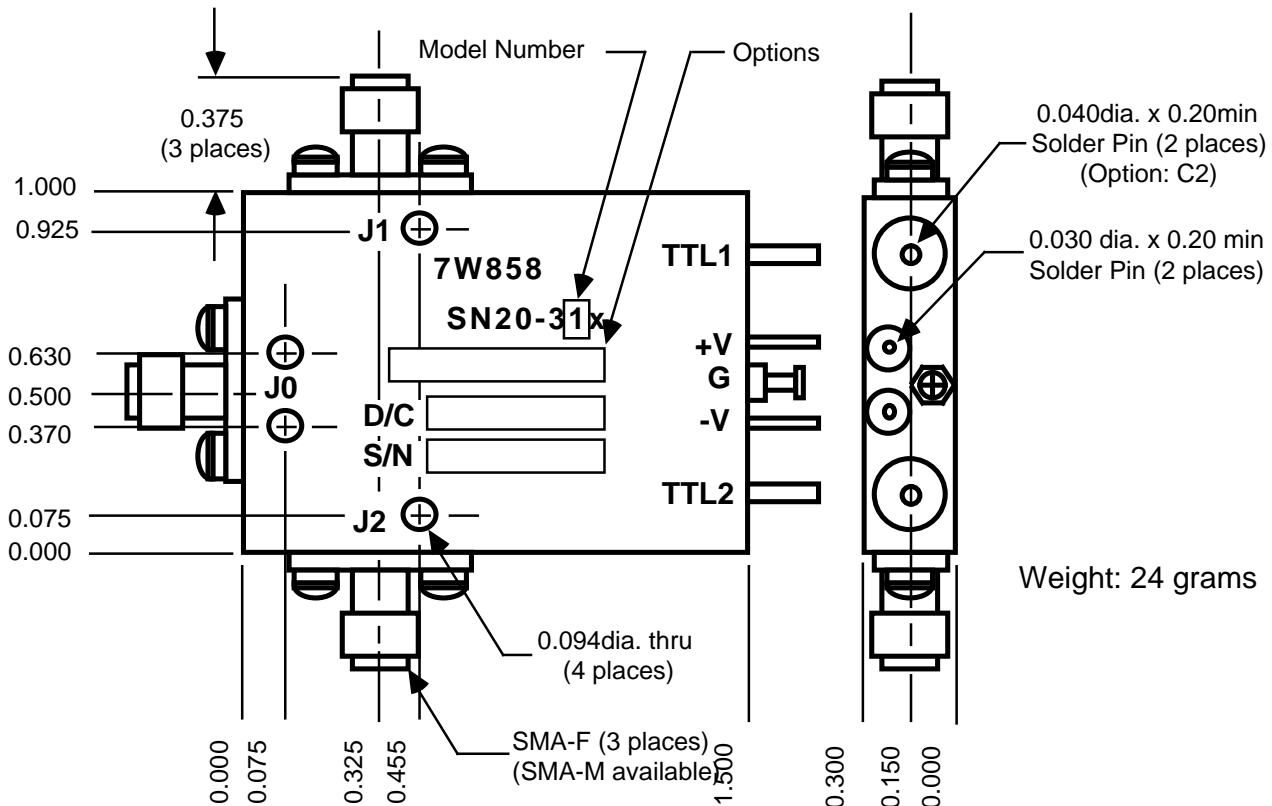 Model Number
Options
0.375
(3 places)
0.040dia. x 0.20min
Solder Pin (2 places)
(Option: C2)
1.000
0.925
J1
TTL1
0.030 dia. x 0.20 min
Solder Pin (2 places)
7W858
SN20-31x
+V
0.630
G
J0
0.500
D/C
-V
0.370
S/N
TTL2
0.075
J2
0.000
Weight: 24 grams
0.094dia. thru
(4 places)
SMA-F (3 places)
(SMA-M available)
0.000
0.075
0.325
0.455
1.500
0.300
0.150
0.000